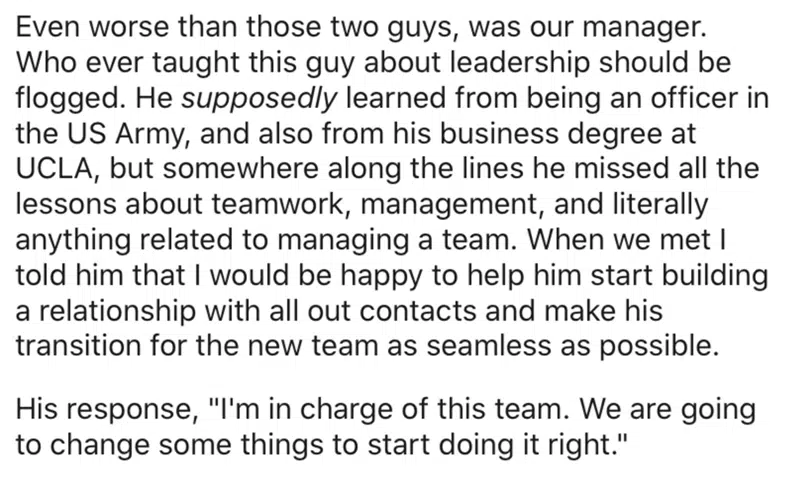 Even worse than those two guys, was our manager.
Who ever taught this guy about leadership should be
flogged. He supposedly learned from being an officer in
the US Army, and also from his business degree at
UCLA, but somewhere along the lines he missed all the
lessons about teamwork, management, and literally
anything related to managing a team. When we met I
told him that I would be happy to help him start building
a relationship with all out contacts and make his
transition for the new team as seamless as possible.
His response, "I'm in charge of this team. We are going
to change some things to start doing it right."